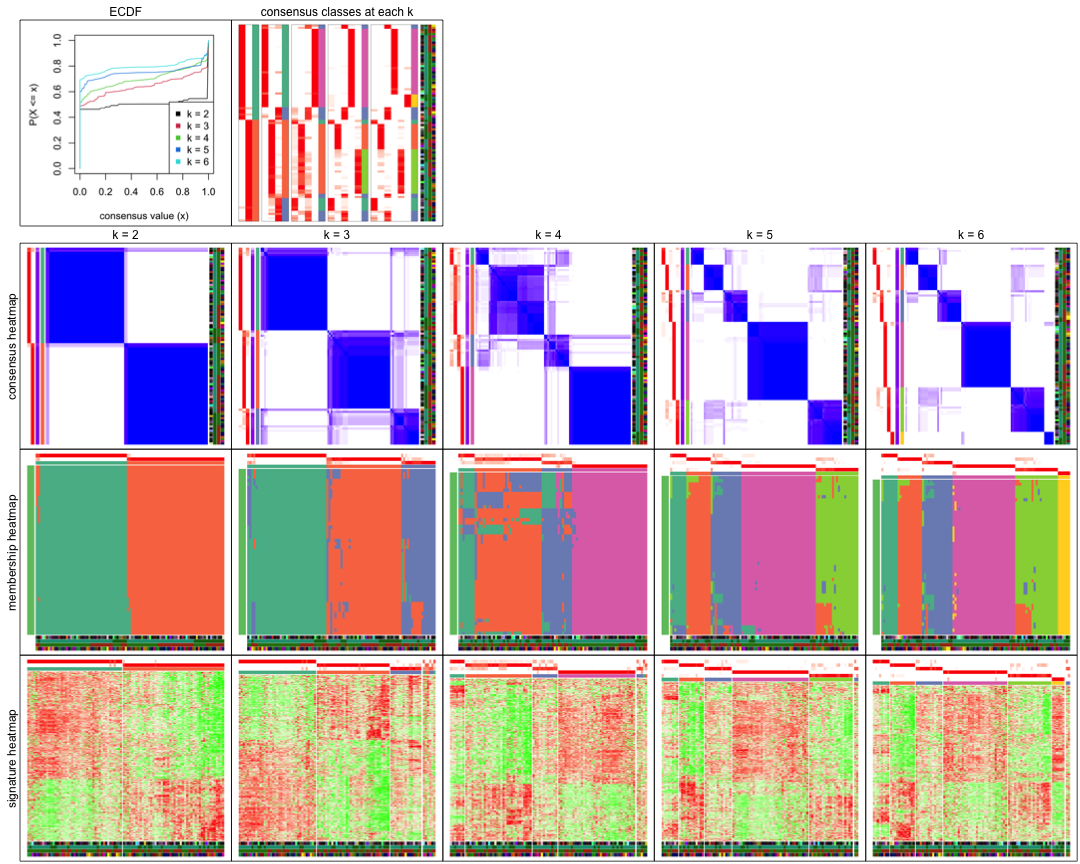 ECDF
consensus classes at each k
P(X <= x)
1.0
0.8
0.6
0.4
0.2
0.0
k = 2
k = 3
k = 4
k = 5
k = 6
0.0 0.2 0.4 0.6 0.8 1.0
consensus value (x)
k = 2 k = 3 k = 4 k = 5 k = 6
consensus heatmap
membership heatmap
signature heatmap